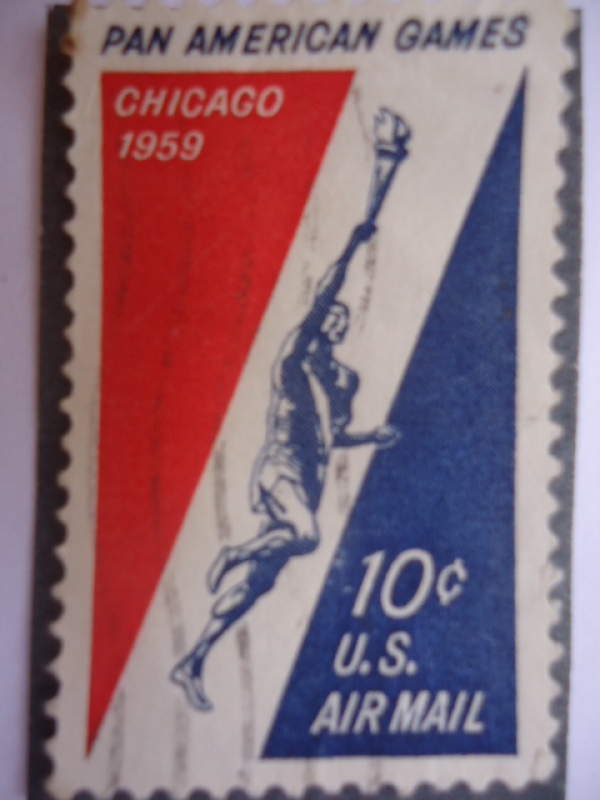 PAN AMERICAN GAMES
CHICAGO
1959
10¢
U.S.
AIR MAIL